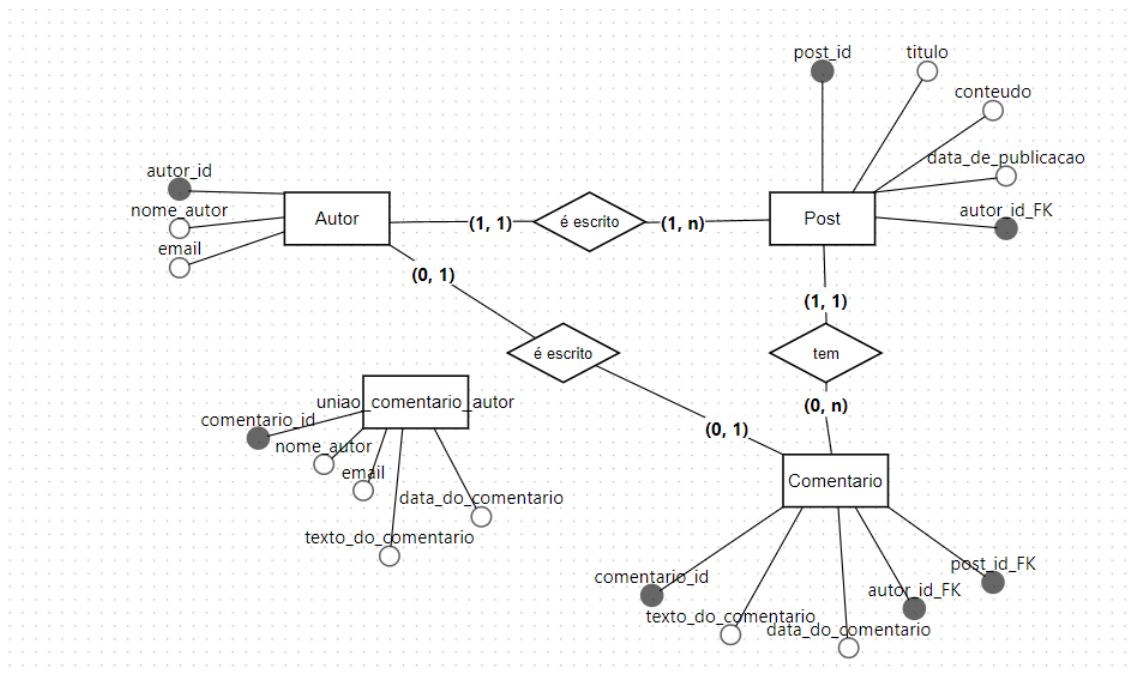 post_id
titulo
conteudo
data_de_publicacao
autor_id_FK
Post
autor_id
nome_autor
email
Autor
(1, 1)
é escrito
(1, n)
(0, 1)
é escrito
(0, 1)
(1, 1)
tem
(0, n)
uniao_comentario_autor
comentario_id
nome_autor
email
data_do_comentario
texto_do_comentario
Comentario
comentario_id
texto_do_comentario
data_do_comentario
autor_id_FK
post_id_FK